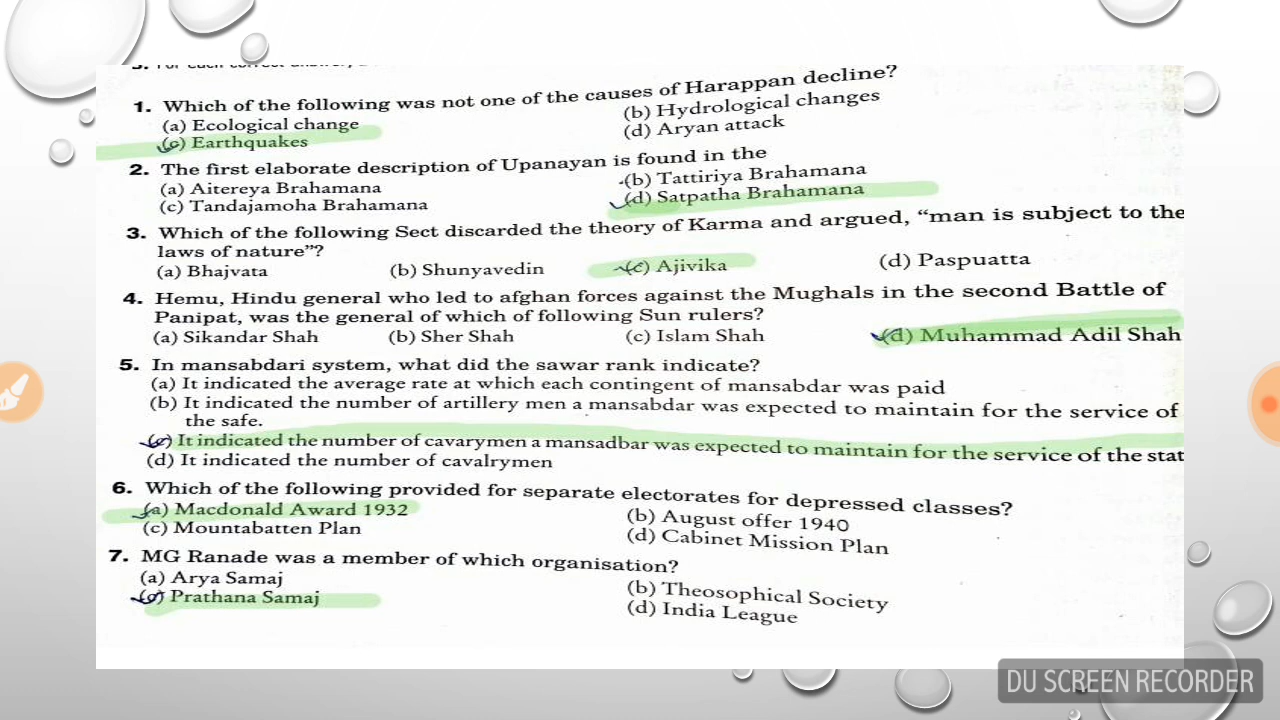 1. Which of the following was not one of the causes of Harappan decline?
(a) Ecological change (b) Hydrological changes
(c) Earthquakes (d) Aryan attack
2. The first elaborate description of Upanayan is found in the
(a) Aitereya Brahamana (b) Tattiriya Brahamana
(c) Tandajamoha Brahamana (d) Satpatha Brahamana
3. Which of the following Sect discarded the theory of Karma and argued, “man is subject to the
laws of nature”?
(a) Bhajvata (b) Shunyavedin (c) Ajivika (d) Paspuatta
4. Hemu, Hindu general who led to afghan forces against the Mughals in the second Battle of
Panipat, was the general of which of following Sun rulers?
(a) Sikandar Shah (b) Sher Shah (c) Islam Shah (d) Muhammad Adil Shah
5. In mansabdari system, what did the sawar rank indicate?
(a) It indicated the average rate at which each contingent of mansabdar was paid
(b) It indicated the number of artillery men a mansabdar was expected to maintain for the service of
the safe.
(c) It indicated the number of cavarymen a mansadbar was expected to maintain for the service of the stat
(d) It indicated the number of cavalrymen
6. Which of the following provided for separate electorates for depressed classes?
(a) Macdonald Award 1932 (b) August offer 1940
(c) Mountabatten Plan (d) Cabinet Mission Plan
7. MG Ranade was a member of which organisation?
(a) Arya Samaj (b) Theosophical Society
(c) Prathana Samaj (d) India League
DU SCREEN RECORDER